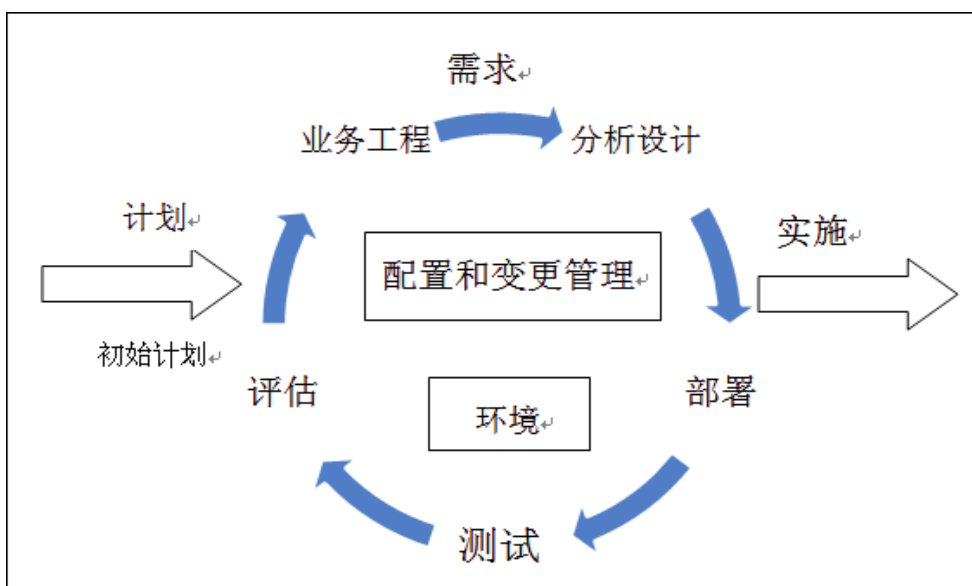 需求
业务工程
分析设计
计划
实施
配置和变更管理
初始计划
评估
环境
部署
测试